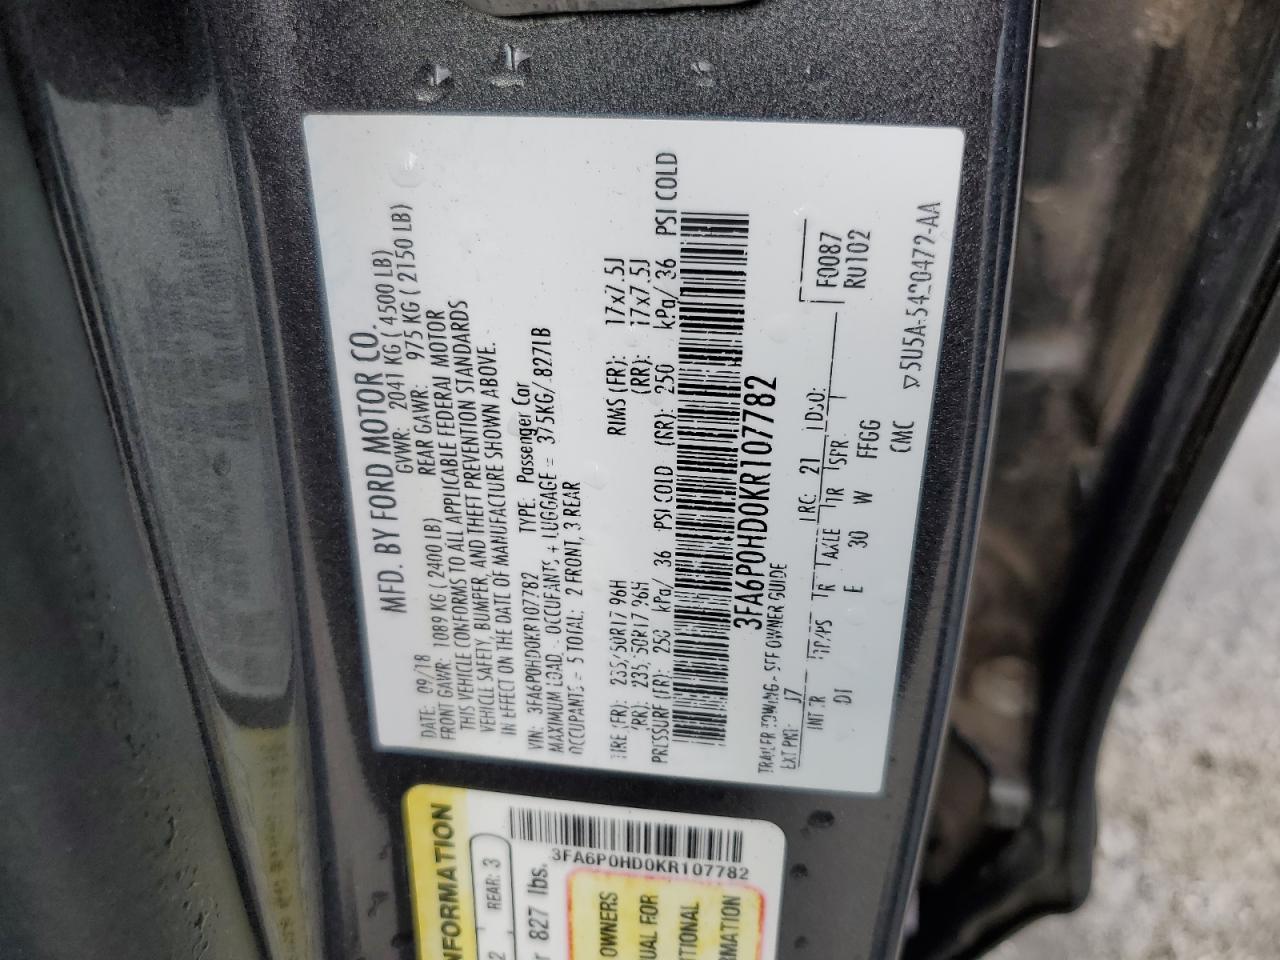 MFD. BY FORD MOTOR CO.
DATE: 09/18 GVWR: 2041 KG ( 4500 LB)
FRONT GAWR: 1089 KG ( 2400 LB) REAR GAWR: 975 KG ( 2150 LB)
THIS VEHICLE CONFORMS TO ALL APPLICABLE FEDERAL MOTOR
VEHICLE SAFETY, BUMPER, AND THEFT PREVENTION STANDARDS
IN EFFECT ON THE DATE OF MANUFACTURE SHOWN ABOVE.
VIN: 3FA6P0HD0KR107782 TYPE: Passenger Car
MAXIMUM LOAD = OCCUPANTS + LUGGAGE = 375KG/ 827LB
OCCUPANTS = 5 TOTAL: 2 FRONT, 3 REAR
TIRE (FR): 235/50R17 96H RIMS (FR): 17x7.5J
(RR): 235/50R17 96H (RR): 17x7.5J
PRESSURE (FR): 250 kPa/ 36 PSI COLD (RR): 250 kPa/ 36 PSI COLD
3FA6P0HD0KR107782
TRAILER TOWING - SEE OWNER GUIDE
EXT PNT: J7 RC: 21 DSO: F0087
INT TR TP/PS R AXLE TR SPR RU102
DI E 30 W FFGG
CMC ▽5U5A-5420472-AA
INFORMATION
2 REAR: 3
r 827 lbs.
3FA6P0HD0KR107782
OWNERS
UAL FOR
TIONAL
RMATION